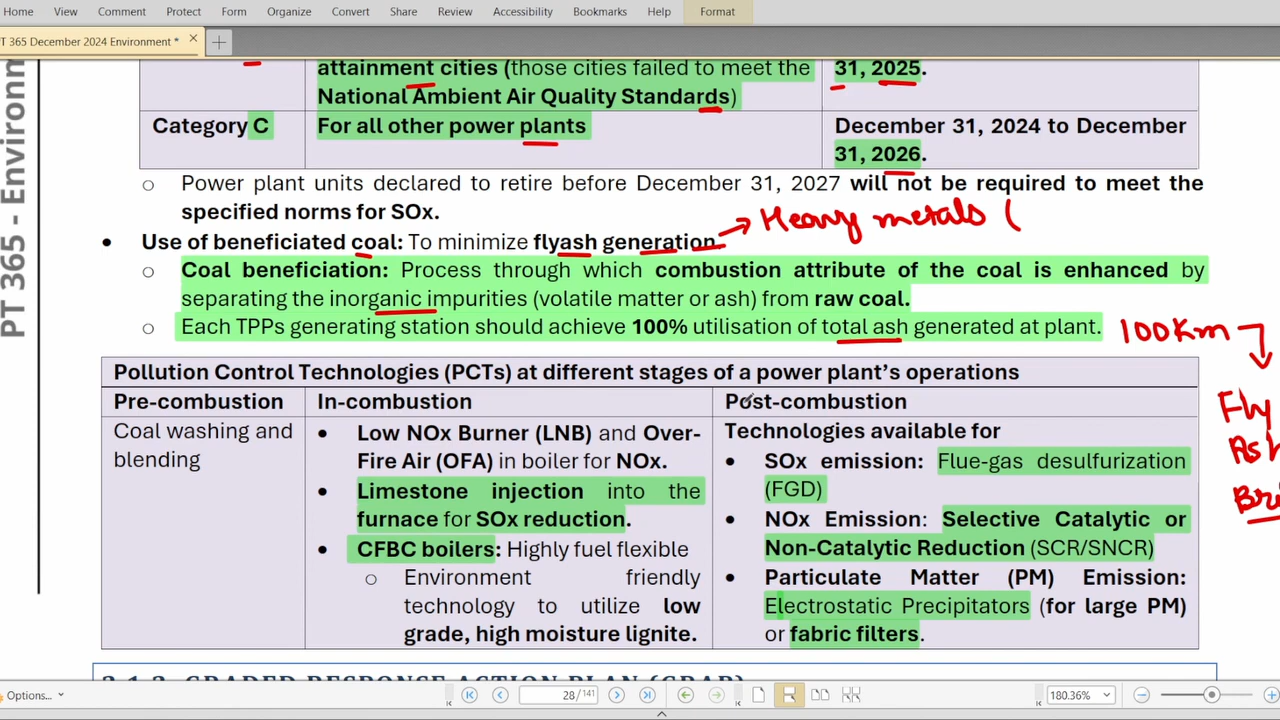 Home View Comment Protect Form Organize Convert Share Review Accessibility Bookmarks Help Format
T 365 December 2024 Environment *
PT 365 - Environ
attainment cities (those cities failed to meet the
National Ambient Air Quality Standards)
31, 2025.
Category C
For all other power plants
December 31, 2024 to December
31, 2026.
○ Power plant units declared to retire before December 31, 2027 will not be required to meet the
specified norms for SOx.
Heavy metals (
• Use of beneficiated coal: To minimize flyash generation.
○ Coal beneficiation: Process through which combustion attribute of the coal is enhanced by
separating the inorganic impurities (volatile matter or ash) from raw coal.
○ Each TPPs generating station should achieve 100% utilisation of total ash generated at plant.
100Km
Fly
Ash
Bri
Pollution Control Technologies (PCTs) at different stages of a power plant's operations
Pre-combustion
In-combustion
Post-combustion
Coal washing and
blending
• Low NOx Burner (LNB) and Over-
Fire Air (OFA) in boiler for NOx.
• Limestone injection into the
furnace for SOx reduction.
• CFBC boilers: Highly fuel flexible
○ Environment friendly
technology to utilize low
grade, high moisture lignite.
Technologies available for
• SOx emission: Flue-gas desulfurization
(FGD)
• NOx Emission: Selective Catalytic or
Non-Catalytic Reduction (SCR/SNCR)
• Particulate Matter (PM) Emission:
Electrostatic Precipitators (for large PM)
or fabric filters.
GRADED RESPONSE ACTION PLAN (GRAP)
Options...
28 / 141
180.36%